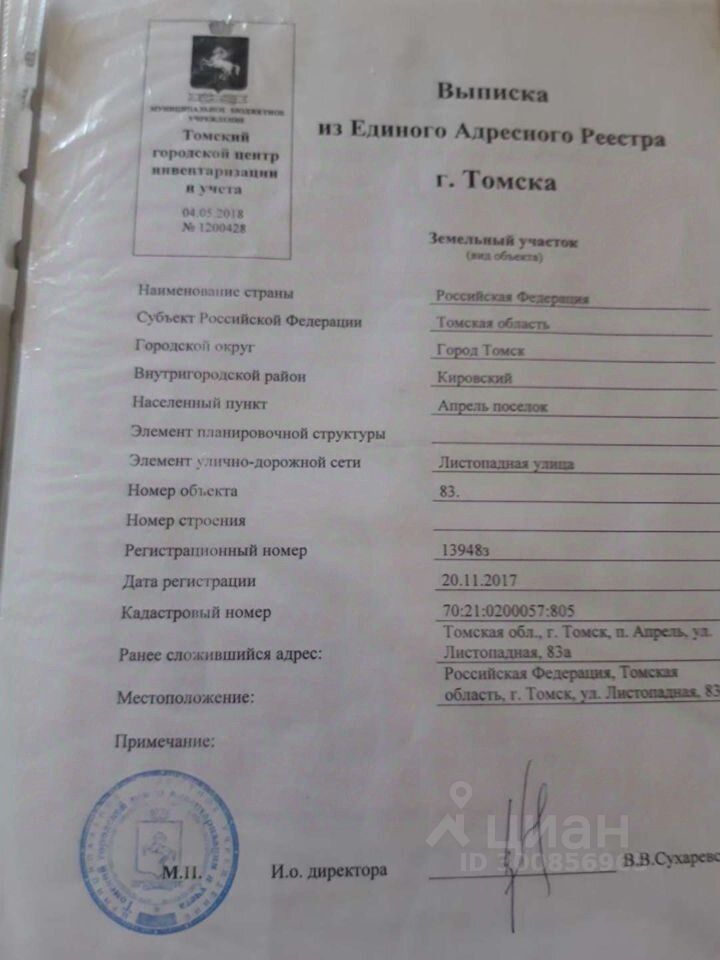 МУНИЦИПАЛЬНОЕ БЮДЖЕТНОЕ
УЧРЕЖДЕНИЕ
Томский
городской центр
инвентаризации
и учета
04.05.2018
№ 1200428
Выписка
из Единого Адресного Реестра
г. Томска
Земельный участок
(вид объекта)
Наименование страны Российская Федерация
Субъект Российской Федерации Томская область
Городской округ Город Томск
Внутригородской район Кировский
Населенный пункт Апрель поселок
Элемент планировочной структуры
Элемент улично-дорожной сети Листопадная улица
Номер объекта 83.
Номер строения
Регистрационный номер 13948з
Дата регистрации 20.11.2017
Кадастровый номер 70:21:0200057:805
Ранее сложившийся адрес: Томская обл., г. Томск, п. Апрель, ул.
Листопадная, 83а
Местоположение: Российская Федерация, Томская
область, г. Томск, ул. Листопадная, 83
Примечание:
М.П. И.о. директора В.В.Сухарев
циан